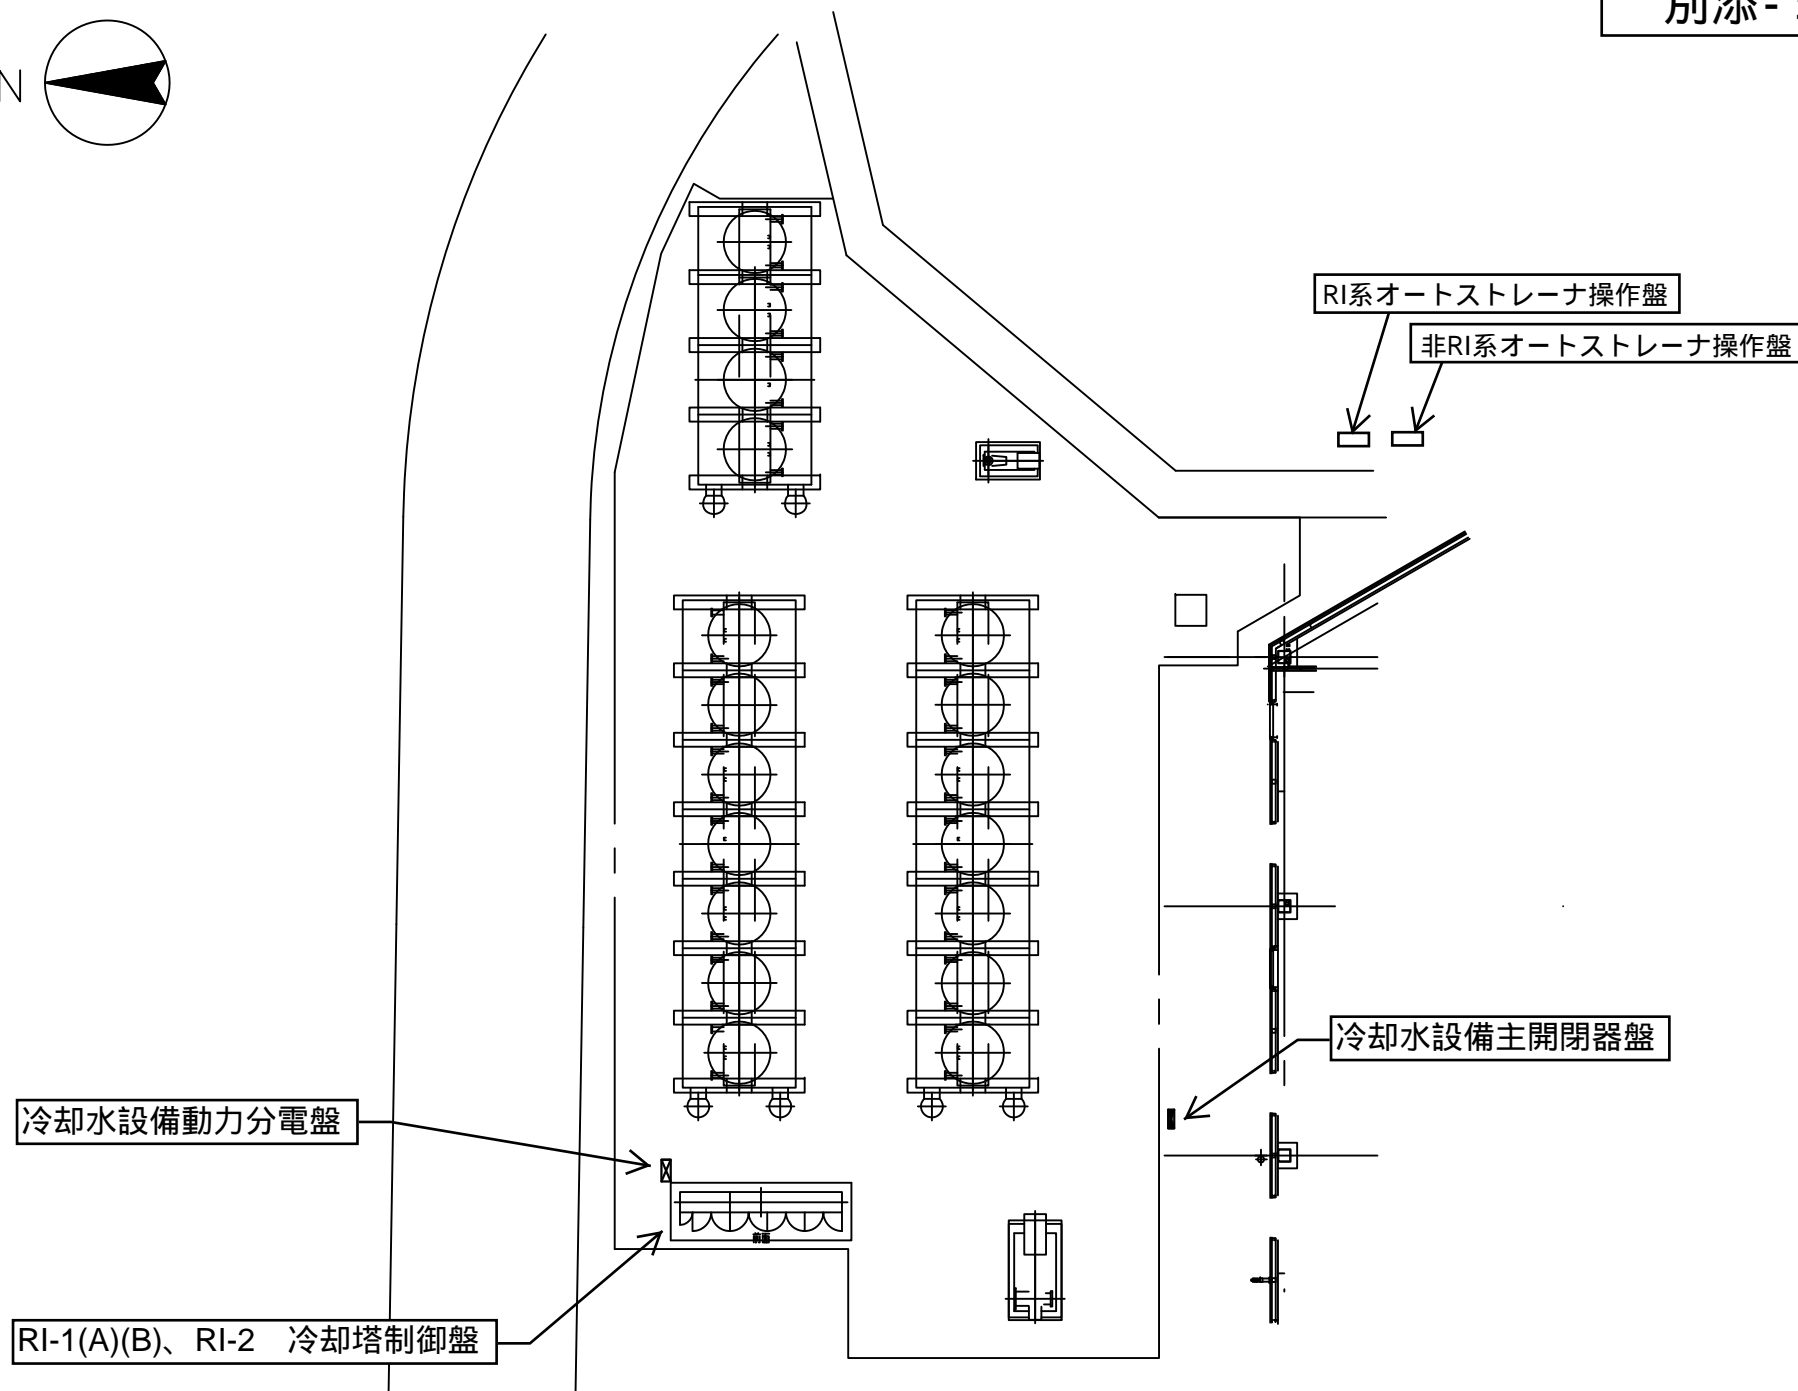 別添-
N
RI系オートストレーナ操作盤
非RI系オートストレーナ操作盤
冷却水設備主開閉器盤
冷却水設備動力分電盤
前面
RI-1(A)(B)、RI-2　冷却塔制御盤